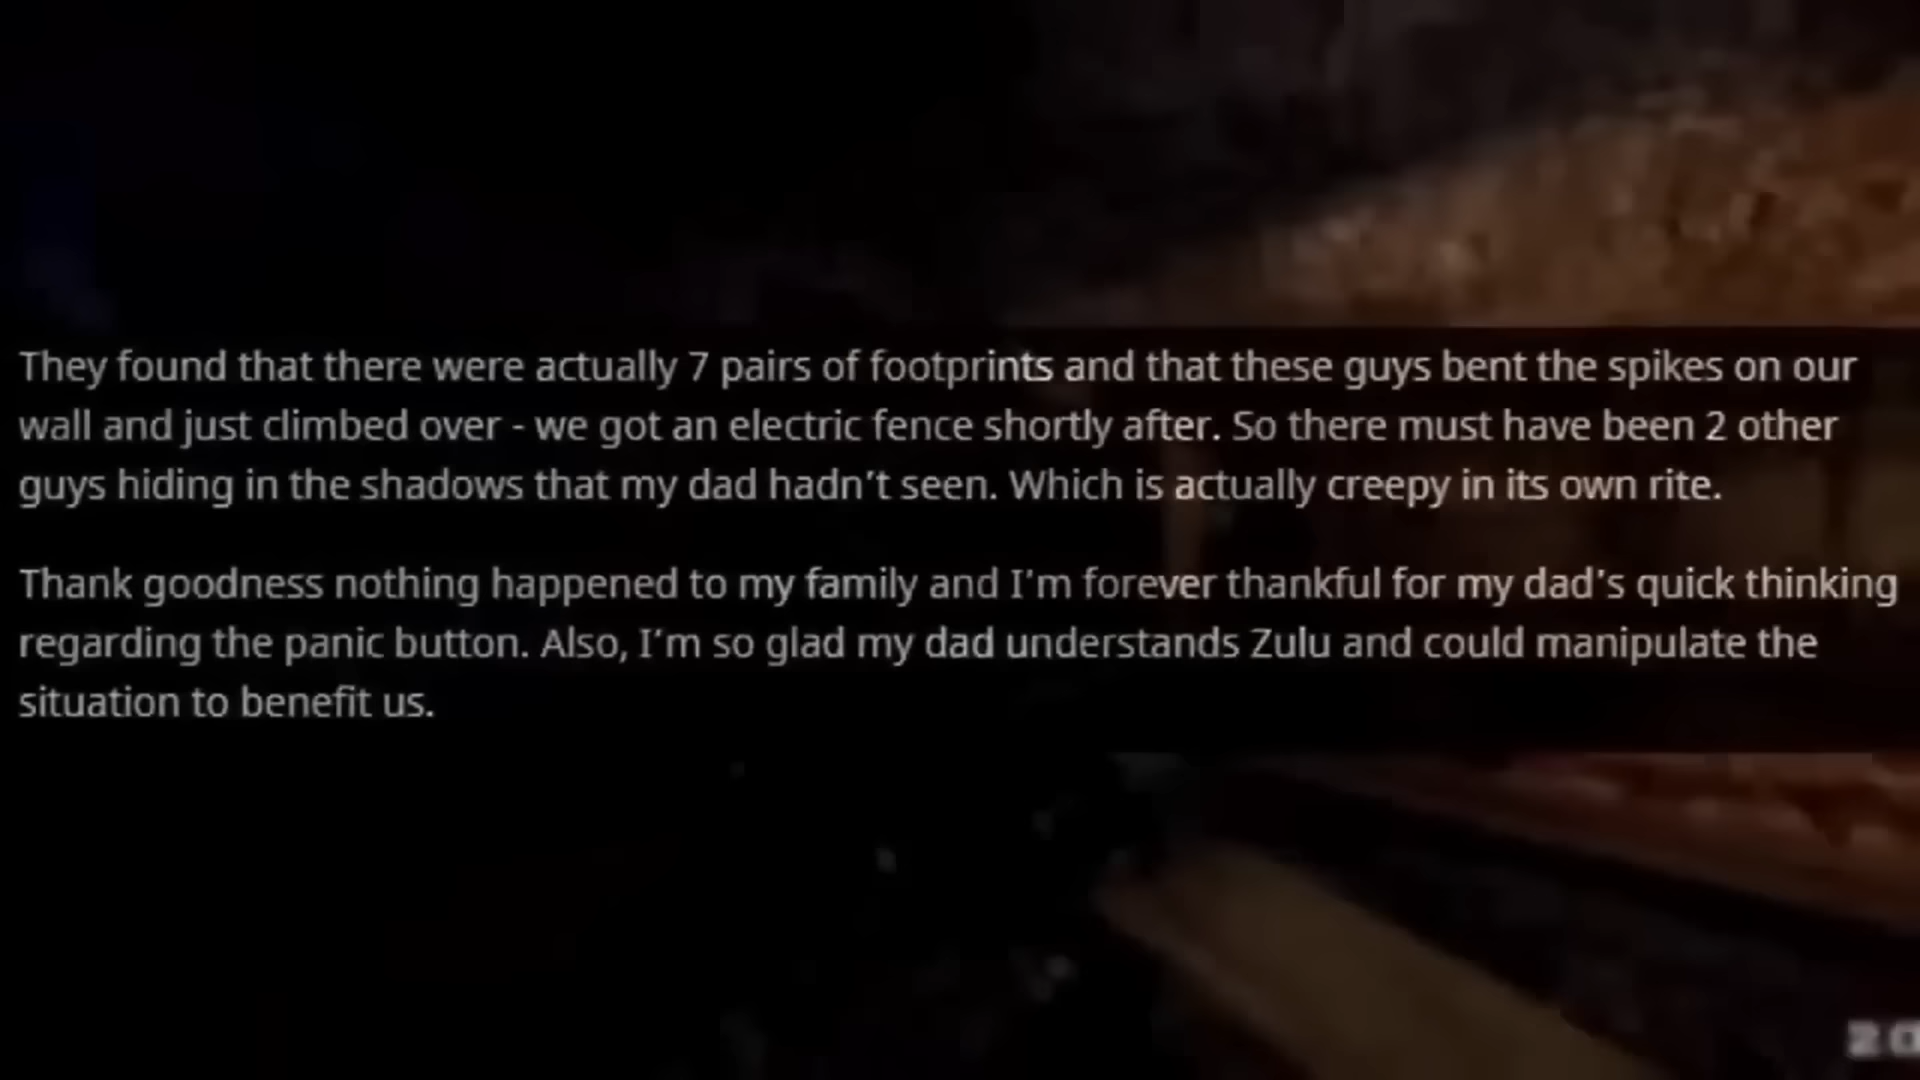 They found that there were actually 7 pairs of footprints and that these guys bent the spikes on our
wall and just climbed over - we got an electric fence shortly after. So there must have been 2 other
guys hiding in the shadows that my dad hadn't seen. Which is actually creepy in its own rite.
Thank goodness nothing happened to my family and I'm forever thankful for my dad's quick thinking
regarding the panic button. Also, I'm so glad my dad understands Zulu and could manipulate the
situation to benefit us.